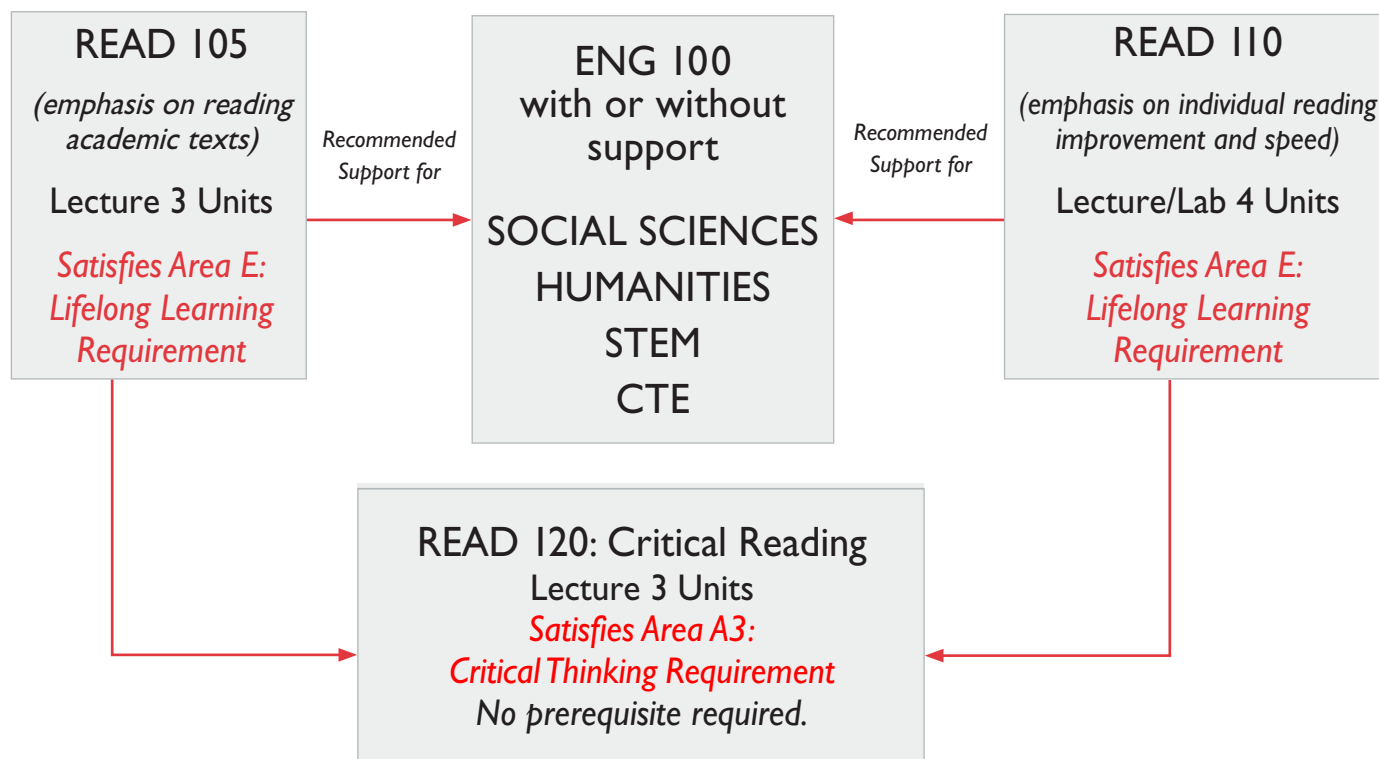 READ 105
(emphasis on reading
academic texts)
Lecture 3 Units
Satisfies Area E:
Lifelong Learning
Requirement
Recommended
Support for
ENG 100
with or without
support
SOCIAL SCIENCES
HUMANITIES
STEM
CTE
Recommended
Support for
READ 110
(emphasis on individual reading
improvement and speed)
Lecture/Lab 4 Units
Satisfies Area E:
Lifelong Learning
Requirement
READ 120: Critical Reading
Lecture 3 Units
Satisfies Area A3:
Critical Thinking Requirement
No prerequisite required.